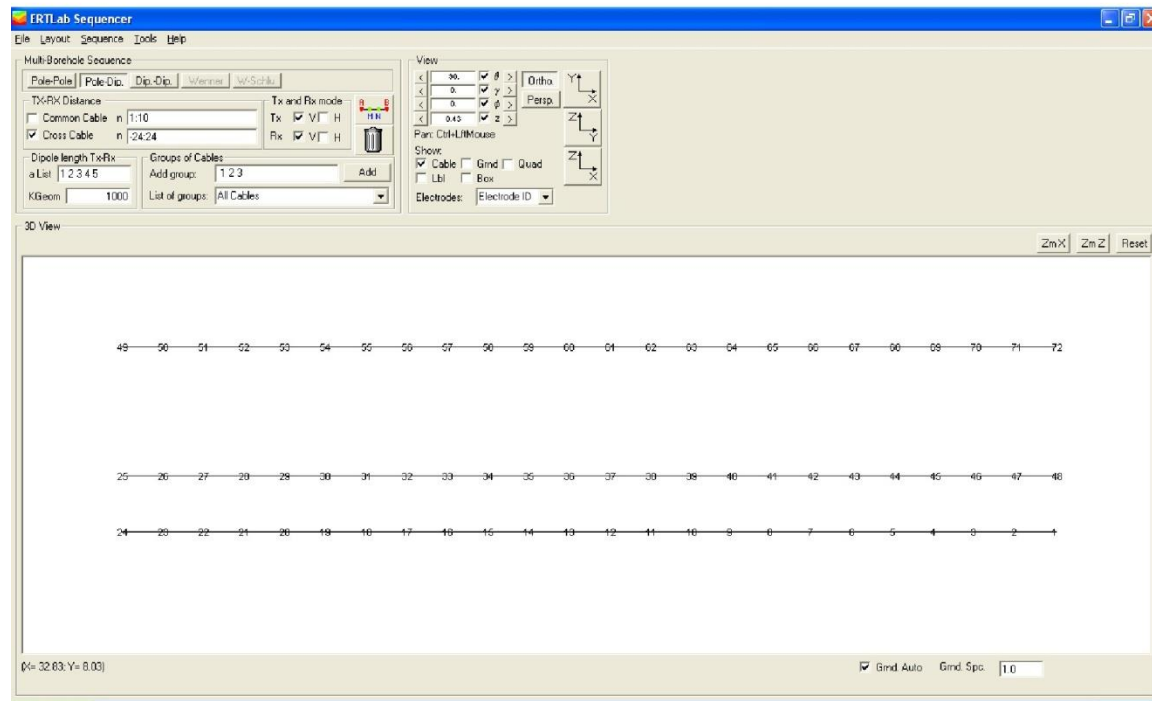 ERTLab Sequencer
File Layout Sequence Tools Help
Multi-Borehole Sequence
Pole-Pole Pole-Dip. Dip.-Dip. Wenner W-Schlu
TX-RX Distance
Common Cable n 1:10
Cross Cable n -24:24
Tx and Rx mode
Tx V H
Rx V H
A B
M N
Dipole length Tx-Rx
a List 1 2 3 4 5
KGeom 1000
Groups of Cables
Add group: 1 2 3 Add
List of groups: All Cables
View
< 90. θ >
< 0. γ >
< 0. ϕ >
< 0.43 z >
Ortho.
Persp.
Y X
Z Y
Z X
Pan: Ctrl+LftMouse
Show:
Cable Grnd Quad
Lbl Box
Electrodes: Electrode ID
3D View
Zm X Zm Z Reset
49 50 51 52 53 54 55 56 57 58 59 60 61 62 63 64 65 66 67 68 69 70 71 72
25 26 27 28 29 30 31 32 33 34 35 36 37 38 39 40 41 42 43 44 45 46 47 48
24 23 22 21 20 19 18 17 16 15 14 13 12 11 10 9 8 7 6 5 4 3 2 1
(X= 32.83; Y= 8.03)
Grnd Auto Grnd. Spc. 1.0